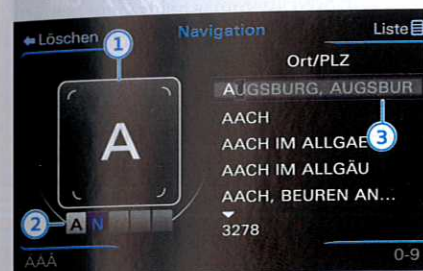 Löschen
Navigation
Liste
Ort/PLZ
AUGSBURG, AUGSBUR
AACH
AACH IM ALLGAE
AACH IM ALLGÄU
AACH, BEUREN AN...
3278
1
A
2
A N
3
ÄÂÀ
0-9